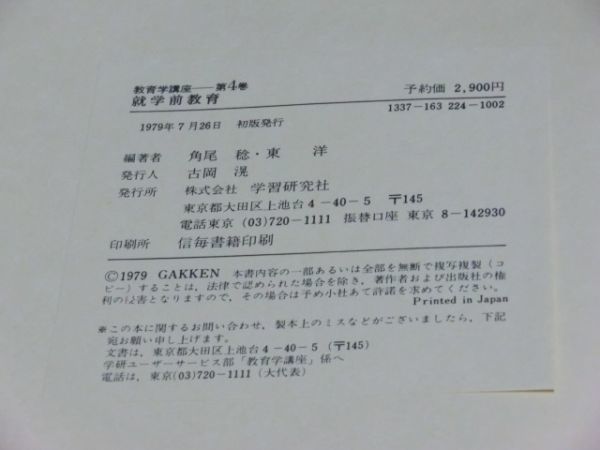 教育学講座——第4巻
就学前教育
予約価 2,900円
1337-163 224-1002
1979年7月26日 初版発行
編著者 角尾 稔・東 洋
発行人 古岡 滉
発行所 株式会社 学習研究社
東京都大田区上池台4-40-5 〒145
電話東京(03)720-1111 振替口座 東京8-142930
印刷所 信毎書籍印刷
©1979 GAKKEN 本書内容の一部あるいは全部を無断で複写複製(コ
ピー)することは,法律で認められた場合を除き,著作者および出版社の権
利の侵害となりますので,その場合は予め小社あて許諾を求めてください。
Printed in Japan
※この本に関するお問い合わせ,製本上のミスなどがございましたら,下記
宛お願い申し上げます。
文書は,東京都大田区上池台4-40-5(〒145)
学研ユーザーサービス部「教育学講座」係へ
電話は,東京(03)720-1111(大代表)